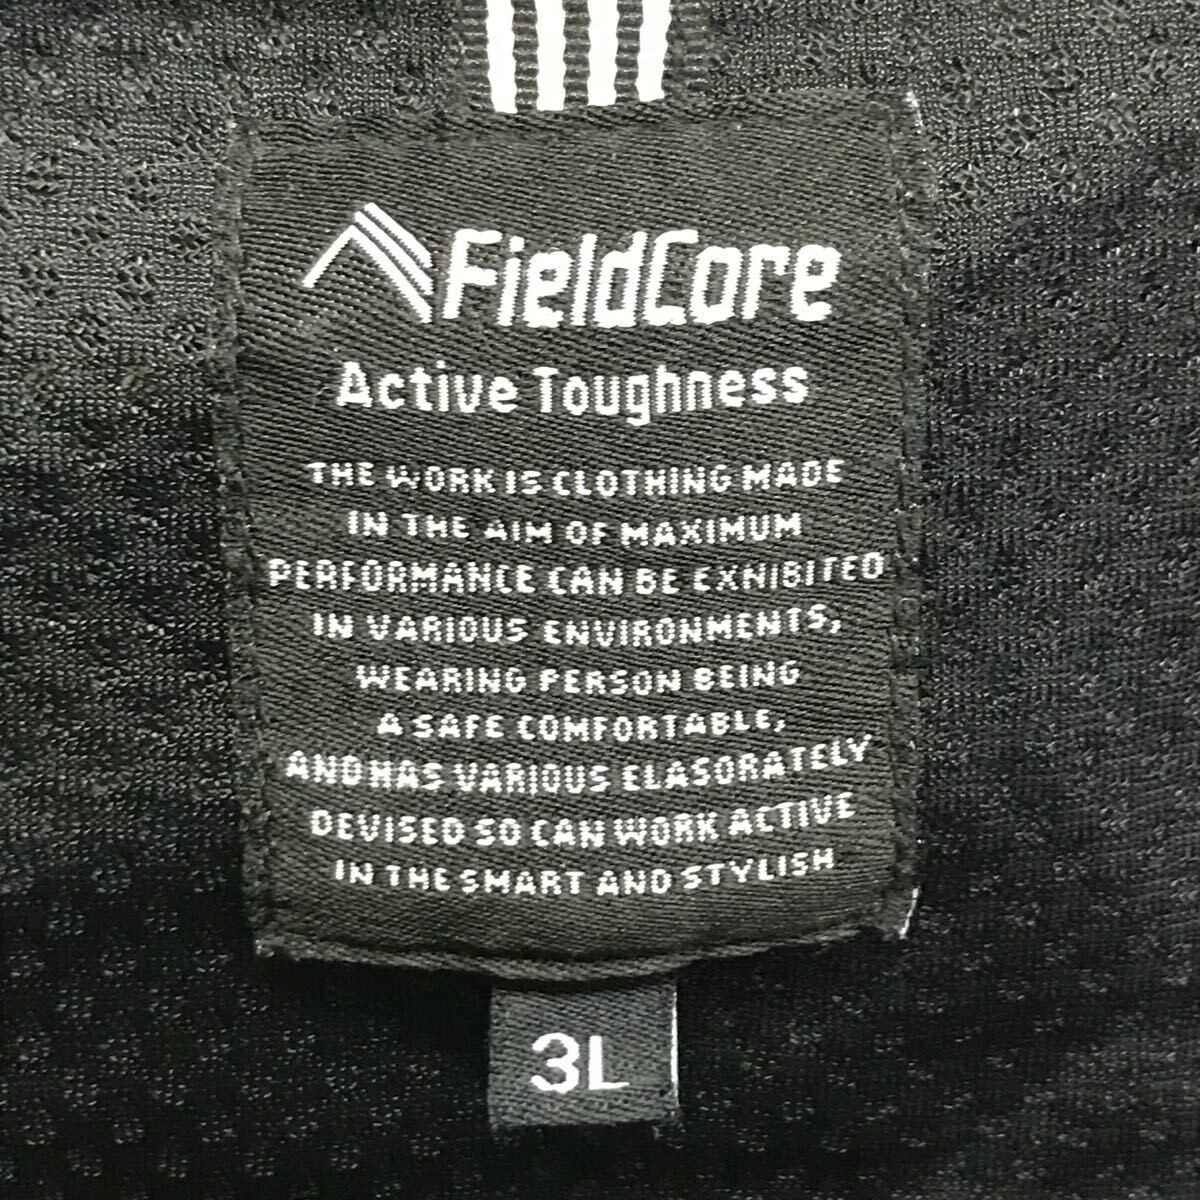 FieldCore
Active Toughness
THE WORK IS CLOTHING MADE
IN THE AIM OF MAXIMUM
PERFORMANCE CAN BE EXNIBITED
IN VARIOUS ENVIRONMENTS,
WEARING PERSON BEING
A SAFE COMFORTABLE,
AND HAS VARIOUS ELASORATELY
DEVISED SO CAN WORK ACTIVE
IN THE SMART AND STYLISH
3L